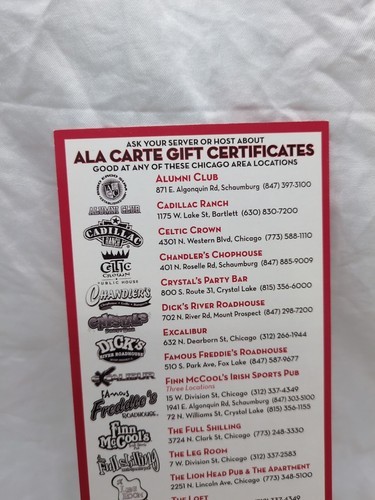 ASK YOUR SERVER OR HOST ABOUT
ALA CARTE GIFT CERTIFICATES
GOOD AT ANY OF THESE CHICAGO AREA LOCATIONS
ALUMNI CLUB
871 E. Algonquin Rd, Schaumburg (847) 397-3100
ALUMNI CLUB
CADILLAC RANCH
1175 W. Lake St, Bartlett (630) 830-7200
CADILLAC
RANCH
CELTIC CROWN
4301 N. Western Blvd, Chicago (773) 588-1110
CELTIC
CROWN
PUBLIC HOUSE
CHANDLER'S CHOPHOUSE
401 N. Roselle Rd, Schaumburg (847) 885-9009
CHANDLER'S
CRYSTAL'S PARTY BAR
800 S. Route 31, Crystal Lake (815) 356-6000
CRYSTAL'S
DICK'S RIVER ROADHOUSE
702 N. River Rd, Mount Prospect (847) 298-7200
DICK'S
RIVER ROADHOUSE
EXCALIBUR
632 N. Dearborn St, Chicago (312) 266-1944
EXCALIBUR
FAMOUS FREDDIE'S ROADHOUSE
510 S. Park Ave, Fox Lake (847) 587-9677
FAMOUS
Freddie's
ROADHOUSE
FINN MCCOOL'S IRISH SPORTS PUB
Three Locations
15 W. Division St, Chicago (312) 337-4349
1941 E. Algonquin Rd, Schaumburg (847) 303-5100
72 N. Williams St, Crystal Lake (815) 356-1155
Finn
McCool's
THE FULL SHILLING
3724 N. Clark St, Chicago (773) 248-3330
Full Shilling
THE LEG ROOM
7 W. Division St, Chicago (312) 337-2583
THE LION HEAD PUB & THE APARTMENT
2251 N. Lincoln Ave, Chicago (773) 348-5100
THE LOFT